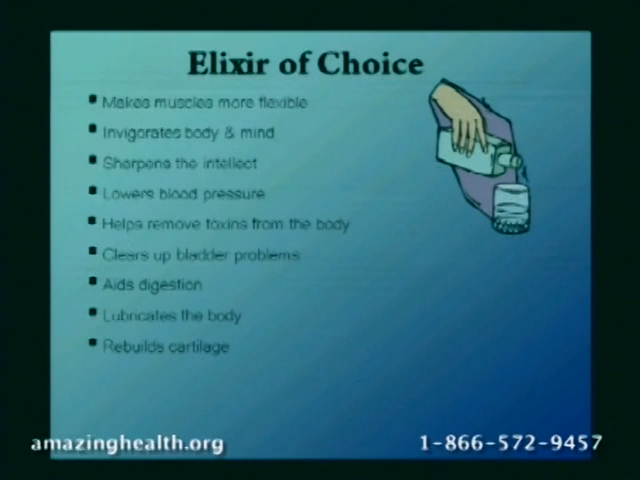 Elixir of Choice
Makes muscles more flexible
Invigorates body & mind
Sharpens the intellect
Lowers blood pressure
Helps remove toxins from the body
Clears up bladder problems
Aids digestion
Lubricates the body
Rebuilds cartilage
amazinghealth.org
1-866-572-9457